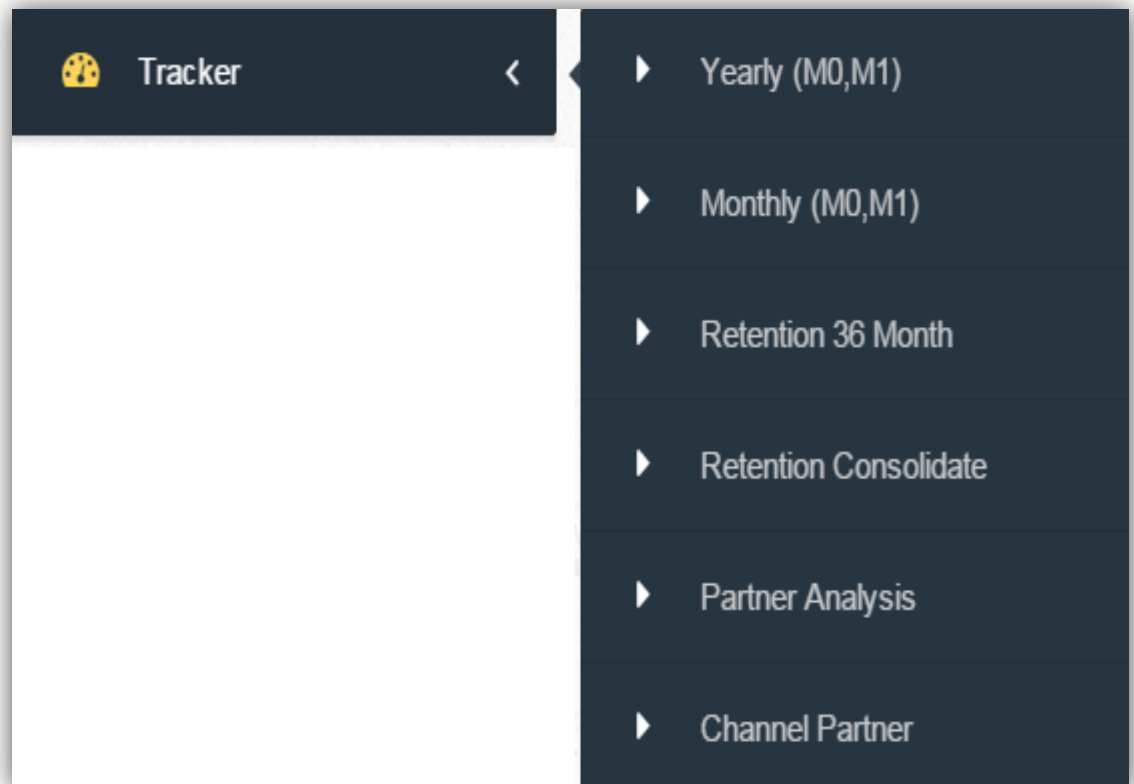 Tracker
Yearly (M0,M1)
Monthly (M0,M1)
Retention 36 Month
Retention Consolidate
Partner Analysis
Channel Partner